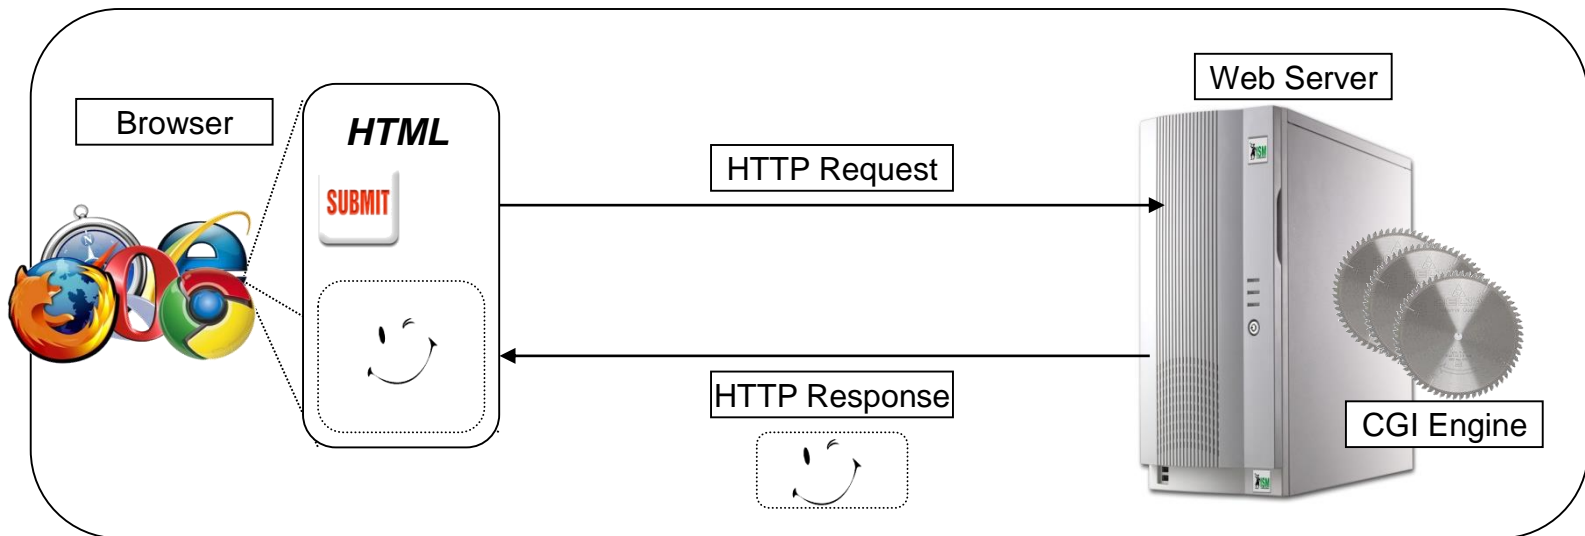 Web Server
Browser
HTML
HTTP Request
SUBMIT
HTTP Response
CGI Engine